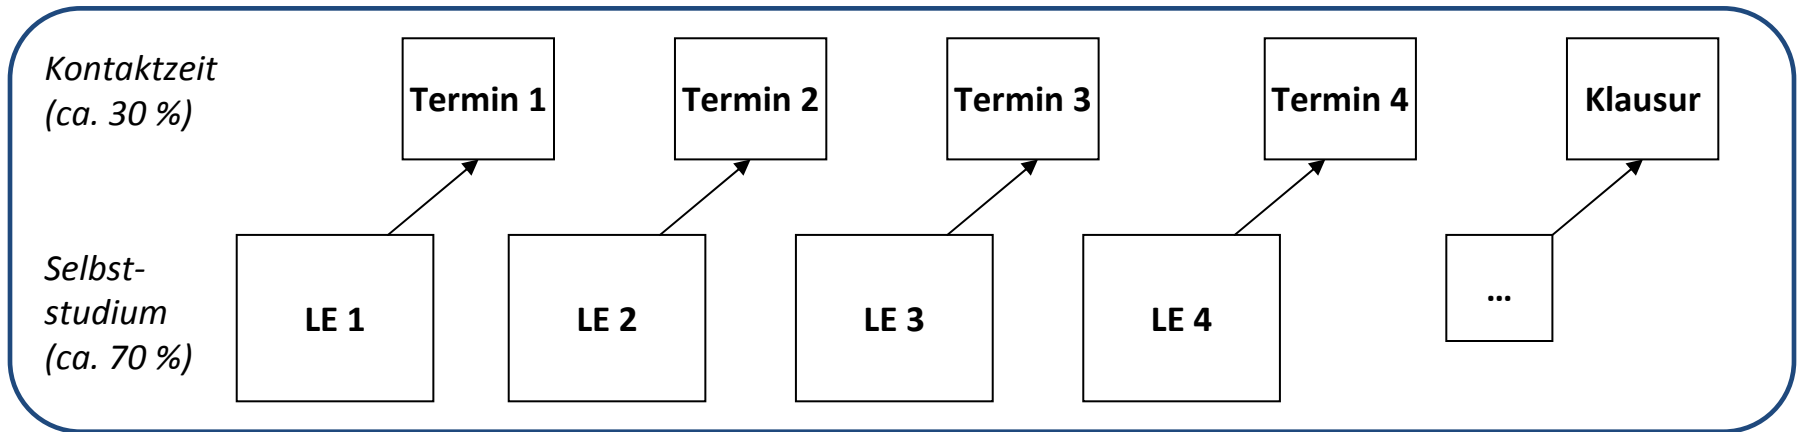 Kontaktzeit
(ca. 30 %)
Termin 1
Termin 2
Termin 3
Termin 4
Klausur
Selbst-
studium
(ca. 70 %)
LE 1
LE 2
LE 3
LE 4
...